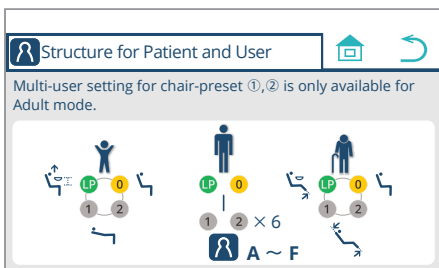 Structure for Patient and User
Multi-user setting for chair-preset ①,② is only available for
Adult mode.
LP 0 LP 0 LP 0
1 2 1 2 × 6 1 2
A ~ F